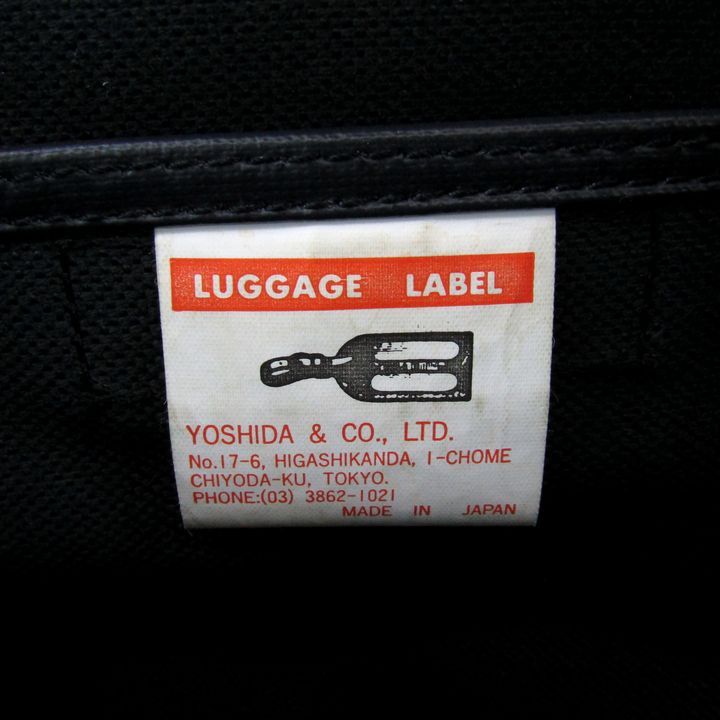 LUGGAGE LABEL
YOSHIDA & CO., LTD.
No.17-6, HIGASHIKANDA, 1-CHOME
CHIYODA-KU, TOKYO.
PHONE:(03) 3862-1021
MADE IN JAPAN